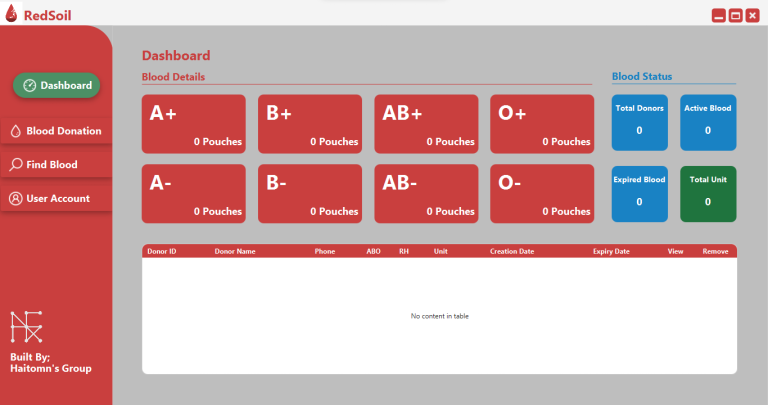 RedSoil
Dashboard
Blood Donation
Find Blood
User Account
Built By;
Haitomn's Group
Dashboard
Blood Details
A+
0 Pouches
B+
0 Pouches
AB+
0 Pouches
O+
0 Pouches
A-
0 Pouches
B-
0 Pouches
AB-
0 Pouches
O-
0 Pouches
Blood Status
Total Donors
0
Active Blood
0
Expired Blood
0
Total Unit
0
Donor ID Donor Name Phone ABO RH Unit Creation Date Expiry Date View Remove
No content in table